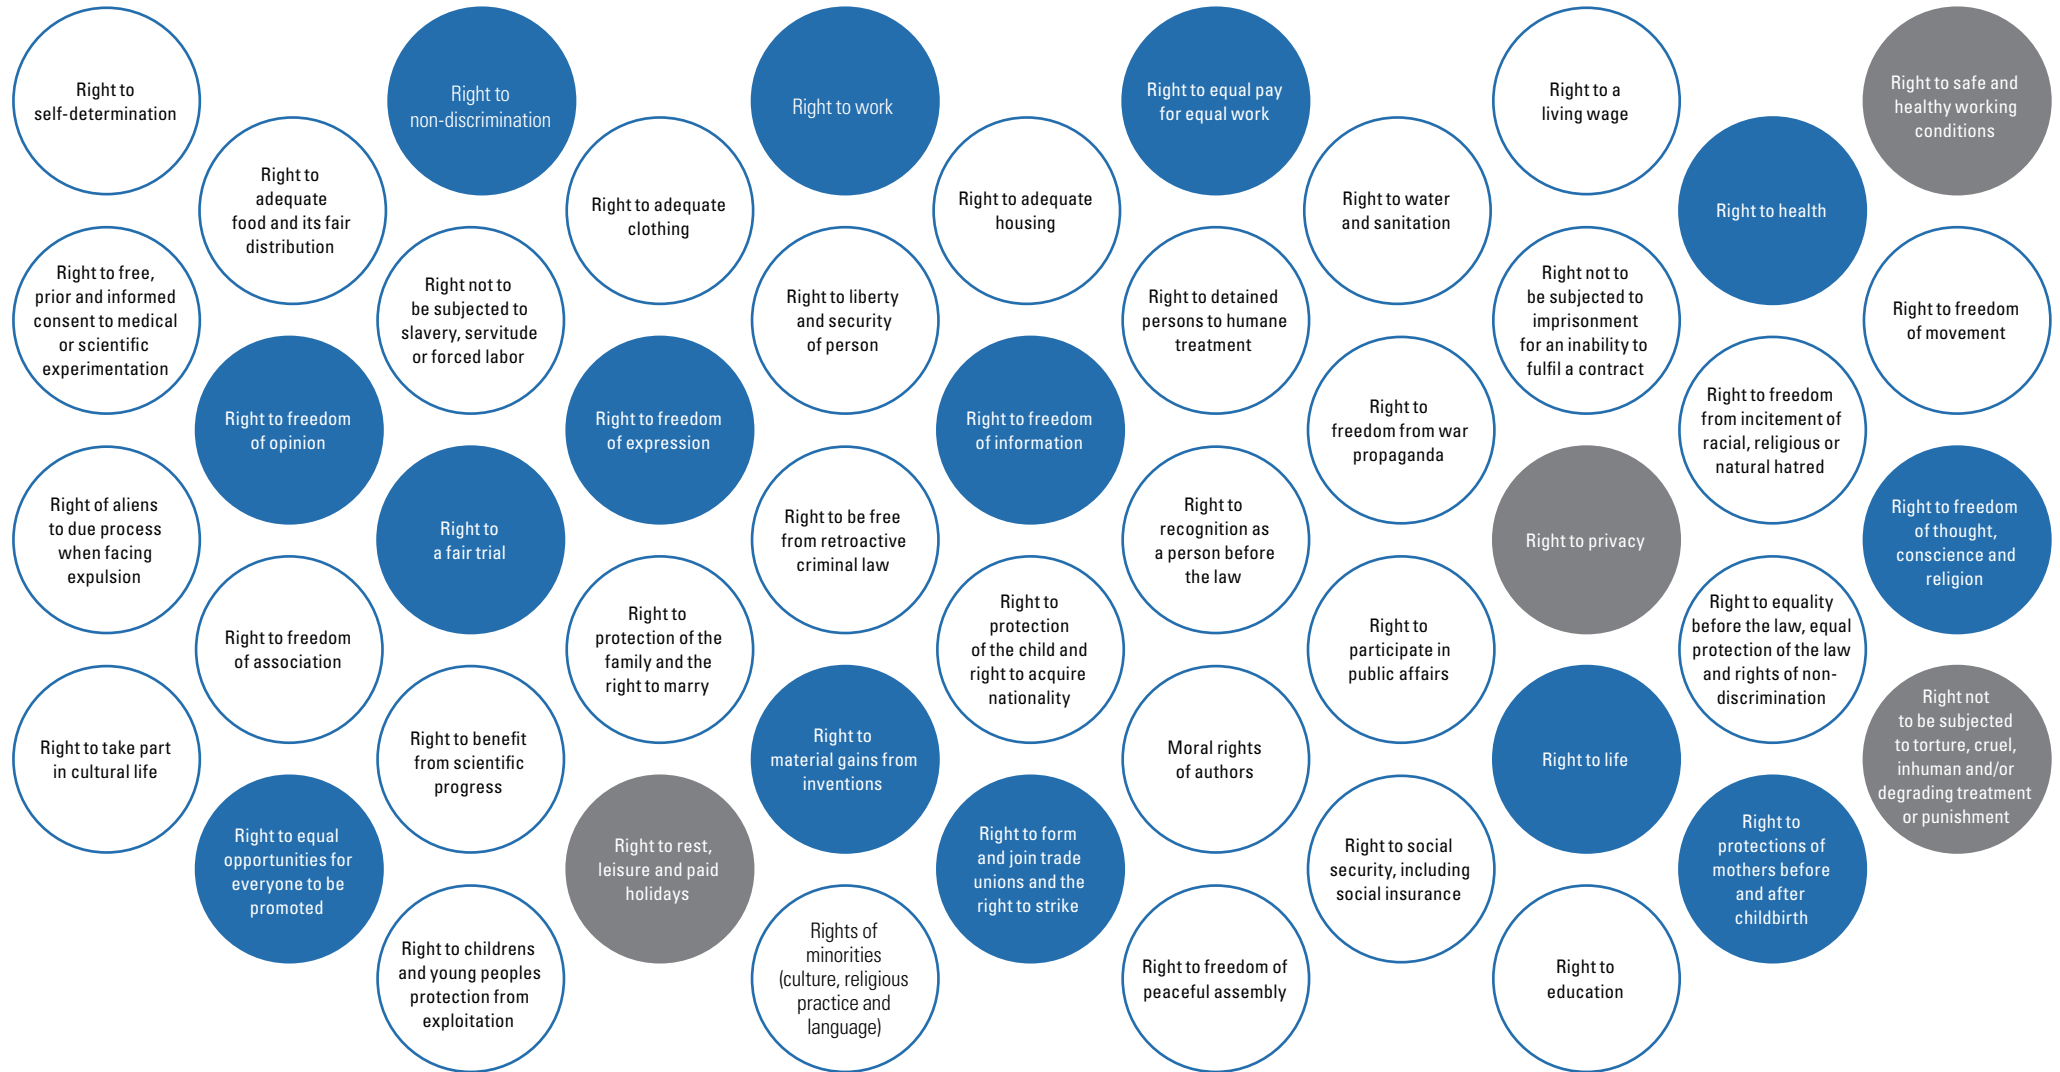 Right to
self-determination
Right to
non-discrimination
Right to work
Right to equal pay
for equal work
Right to a
living wage
Right to safe and
healthy working
conditions
Right to
adequate
food and its fair
distribution
Right to adequate
clothing
Right to adequate
housing
Right to water
and sanitation
Right to health
Right to free,
prior and informed
consent to medical
or scientific
experimentation
Right not to
be subjected to
slavery, servitude
or forced labor
Right to liberty
and security
of person
Right to detained
persons to humane
treatment
Right not to
be subjected to
imprisonment
for an inability to
fulfil a contract
Right to freedom
of movement
Right to freedom
of opinion
Right to freedom
of expression
Right to freedom
of information
Right to
freedom from war
propaganda
Right to freedom
from incitement of
racial, religious or
natural hatred
Right of aliens
to due process
when facing
expulsion
Right to
a fair trial
Right to be free
from retroactive
criminal law
Right to
recognition as
a person before
the law
Right to privacy
Right to freedom
of thought,
conscience and
religion
Right to freedom
of association
Right to
protection of the
family and the
right to marry
Right to
protection
of the child and
right to acquire
nationality
Right to
participate in
public affairs
Right to equality
before the law, equal
protection of the law
and rights of non-
discrimination
Right to take part
in cultural life
Right to benefit
from scientific
progress
Right to
material gains from
inventions
Moral rights
of authors
Right to life
Right not
to be subjected
to torture, cruel,
inhuman and/or
degrading treatment
or punishment
Right to equal
opportunities for
everyone to be
promoted
Right to rest,
leisure and paid
holidays
Right to form
and join trade
unions and the
right to strike
Right to social
security, including
social insurance
Right to
protections of
mothers before
and after
childbirth
Right to childrens
and young peoples
protection from
exploitation
Rights of
minorities
(culture, religious
practice and
language)
Right to freedom of
peaceful assembly
Right to
education